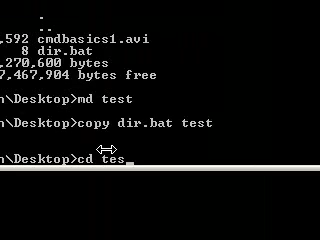 .
..
,592 cmdbasics1.avi
8 dir.bat
,270,600 bytes
7,467,904 bytes free
n\Desktop>md test
n\Desktop>copy dir.bat test
n\Desktop>cd tes_